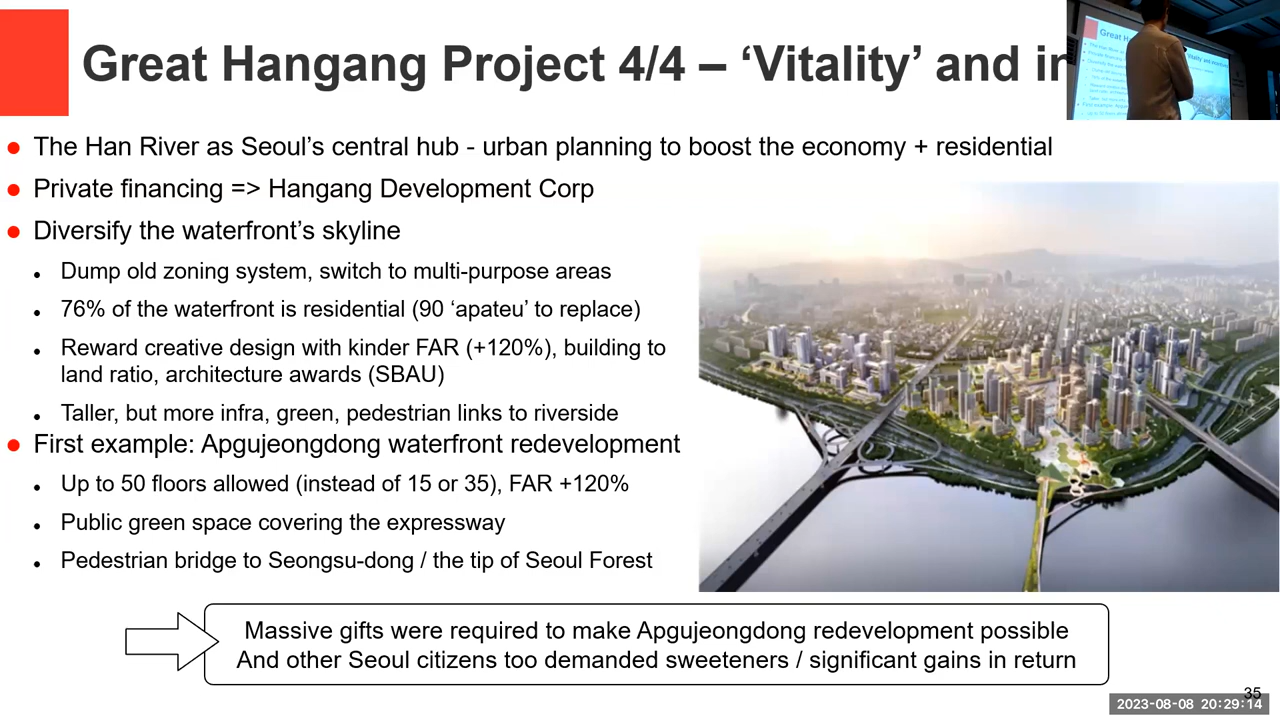 Great Hangang Project 4/4 – ‘Vitality’ and in
The Han River as Seoul’s central hub - urban planning to boost the economy + residential
Private financing => Hangang Development Corp
Diversify the waterfront’s skyline
Dump old zoning system, switch to multi-purpose areas
76% of the waterfront is residential (90 ‘apateu’ to replace)
Reward creative design with kinder FAR (+120%), building to
land ratio, architecture awards (SBAU)
Taller, but more infra, green, pedestrian links to riverside
First example: Apgujeongdong waterfront redevelopment
Up to 50 floors allowed (instead of 15 or 35), FAR +120%
Public green space covering the expressway
Pedestrian bridge to Seongsu-dong / the tip of Seoul Forest
Massive gifts were required to make Apgujeongdong redevelopment possible
And other Seoul citizens too demanded sweeteners / significant gains in return
35
2023-08-08 20:29:14